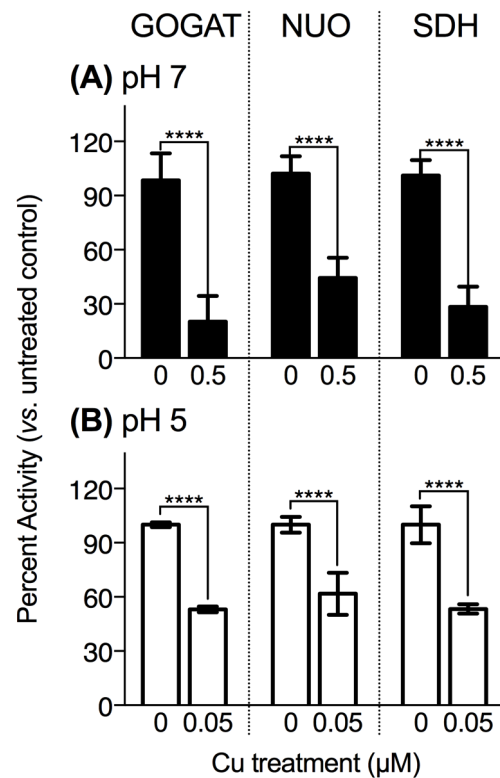 GOGAT NUO SDH
(A) pH 7
Percent Activity (vs. untreated control)
120
90
60
30
0
**** **** ****
0 0.5 0 0.5 0 0.5
(B) pH 5
120
90
60
30
0
**** **** ****
0 0.05 0 0.05 0 0.05
Cu treatment (µM)